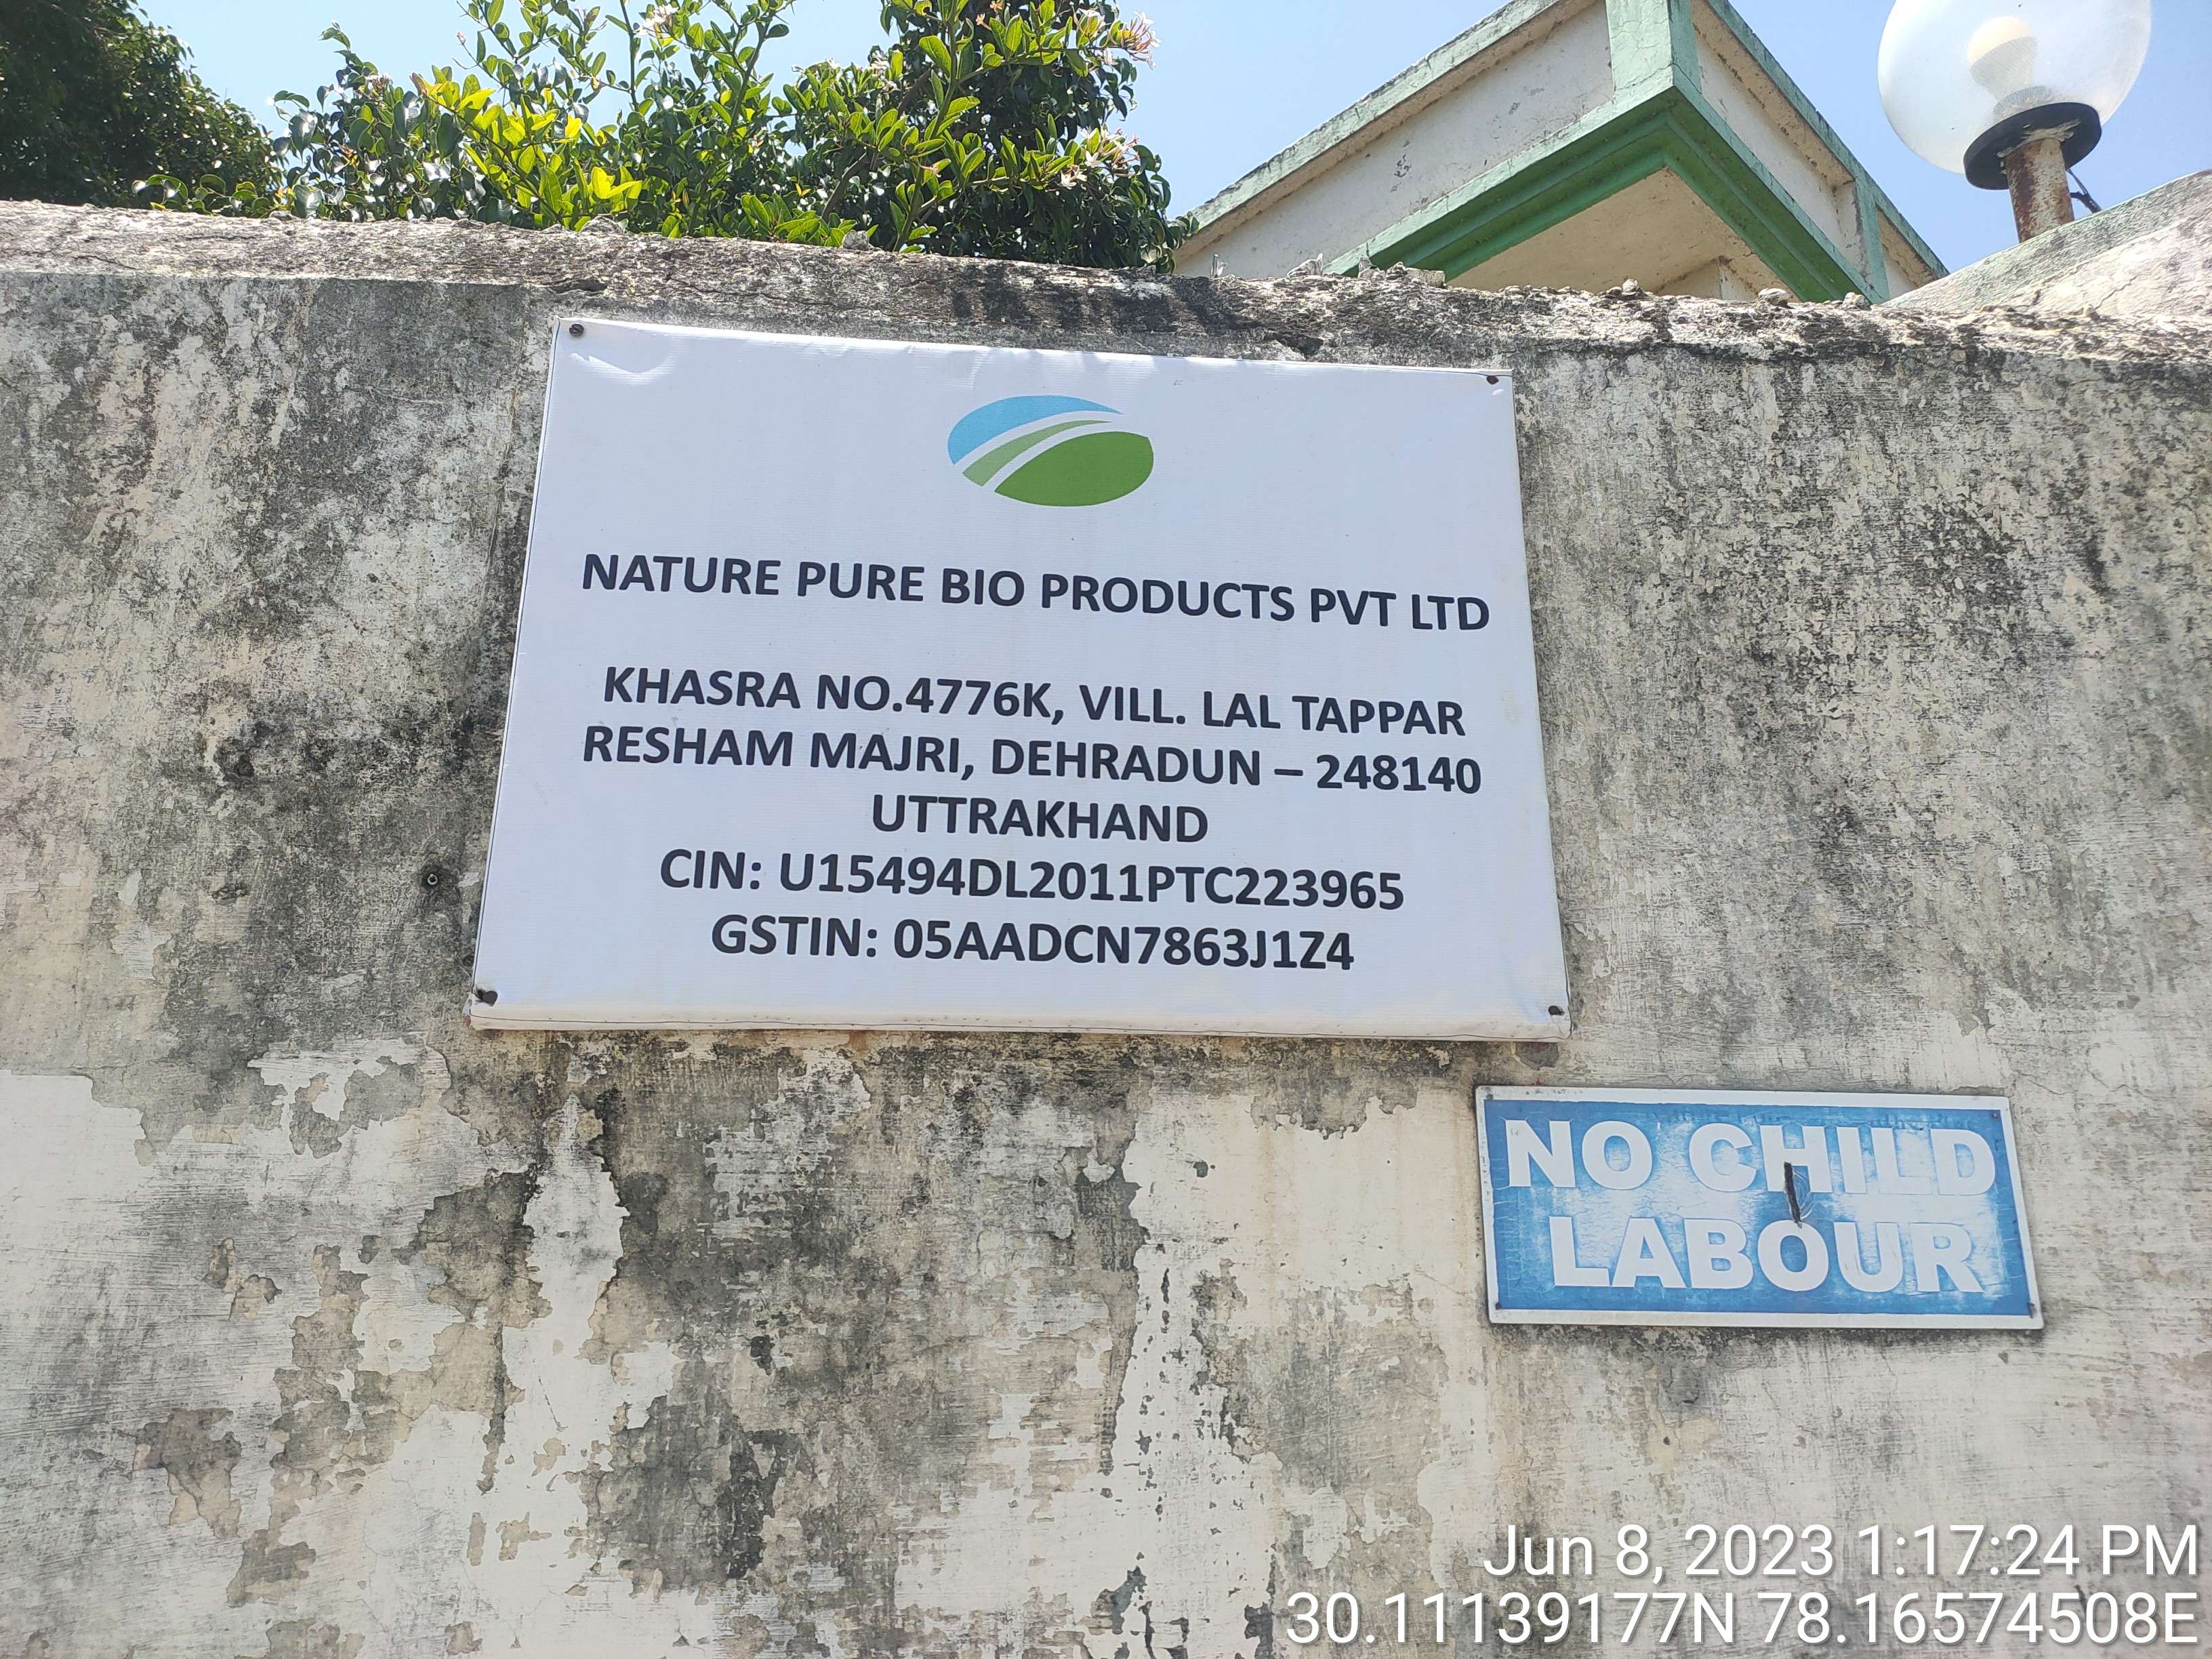 NATURE PURE BIO PRODUCTS PVT LTD
KHASRA NO.4776K, VILL. LAL TAPPAR
RESHAM MAJRI, DEHRADUN – 248140
UTTRAKHAND
CIN: U15494DL2011PTC223965
GSTIN: 05AADCN7863J1Z4
NO CHILD
LABOUR
Jun 8, 2023 1:17:24 PM
30.11139177N 78.16574508E